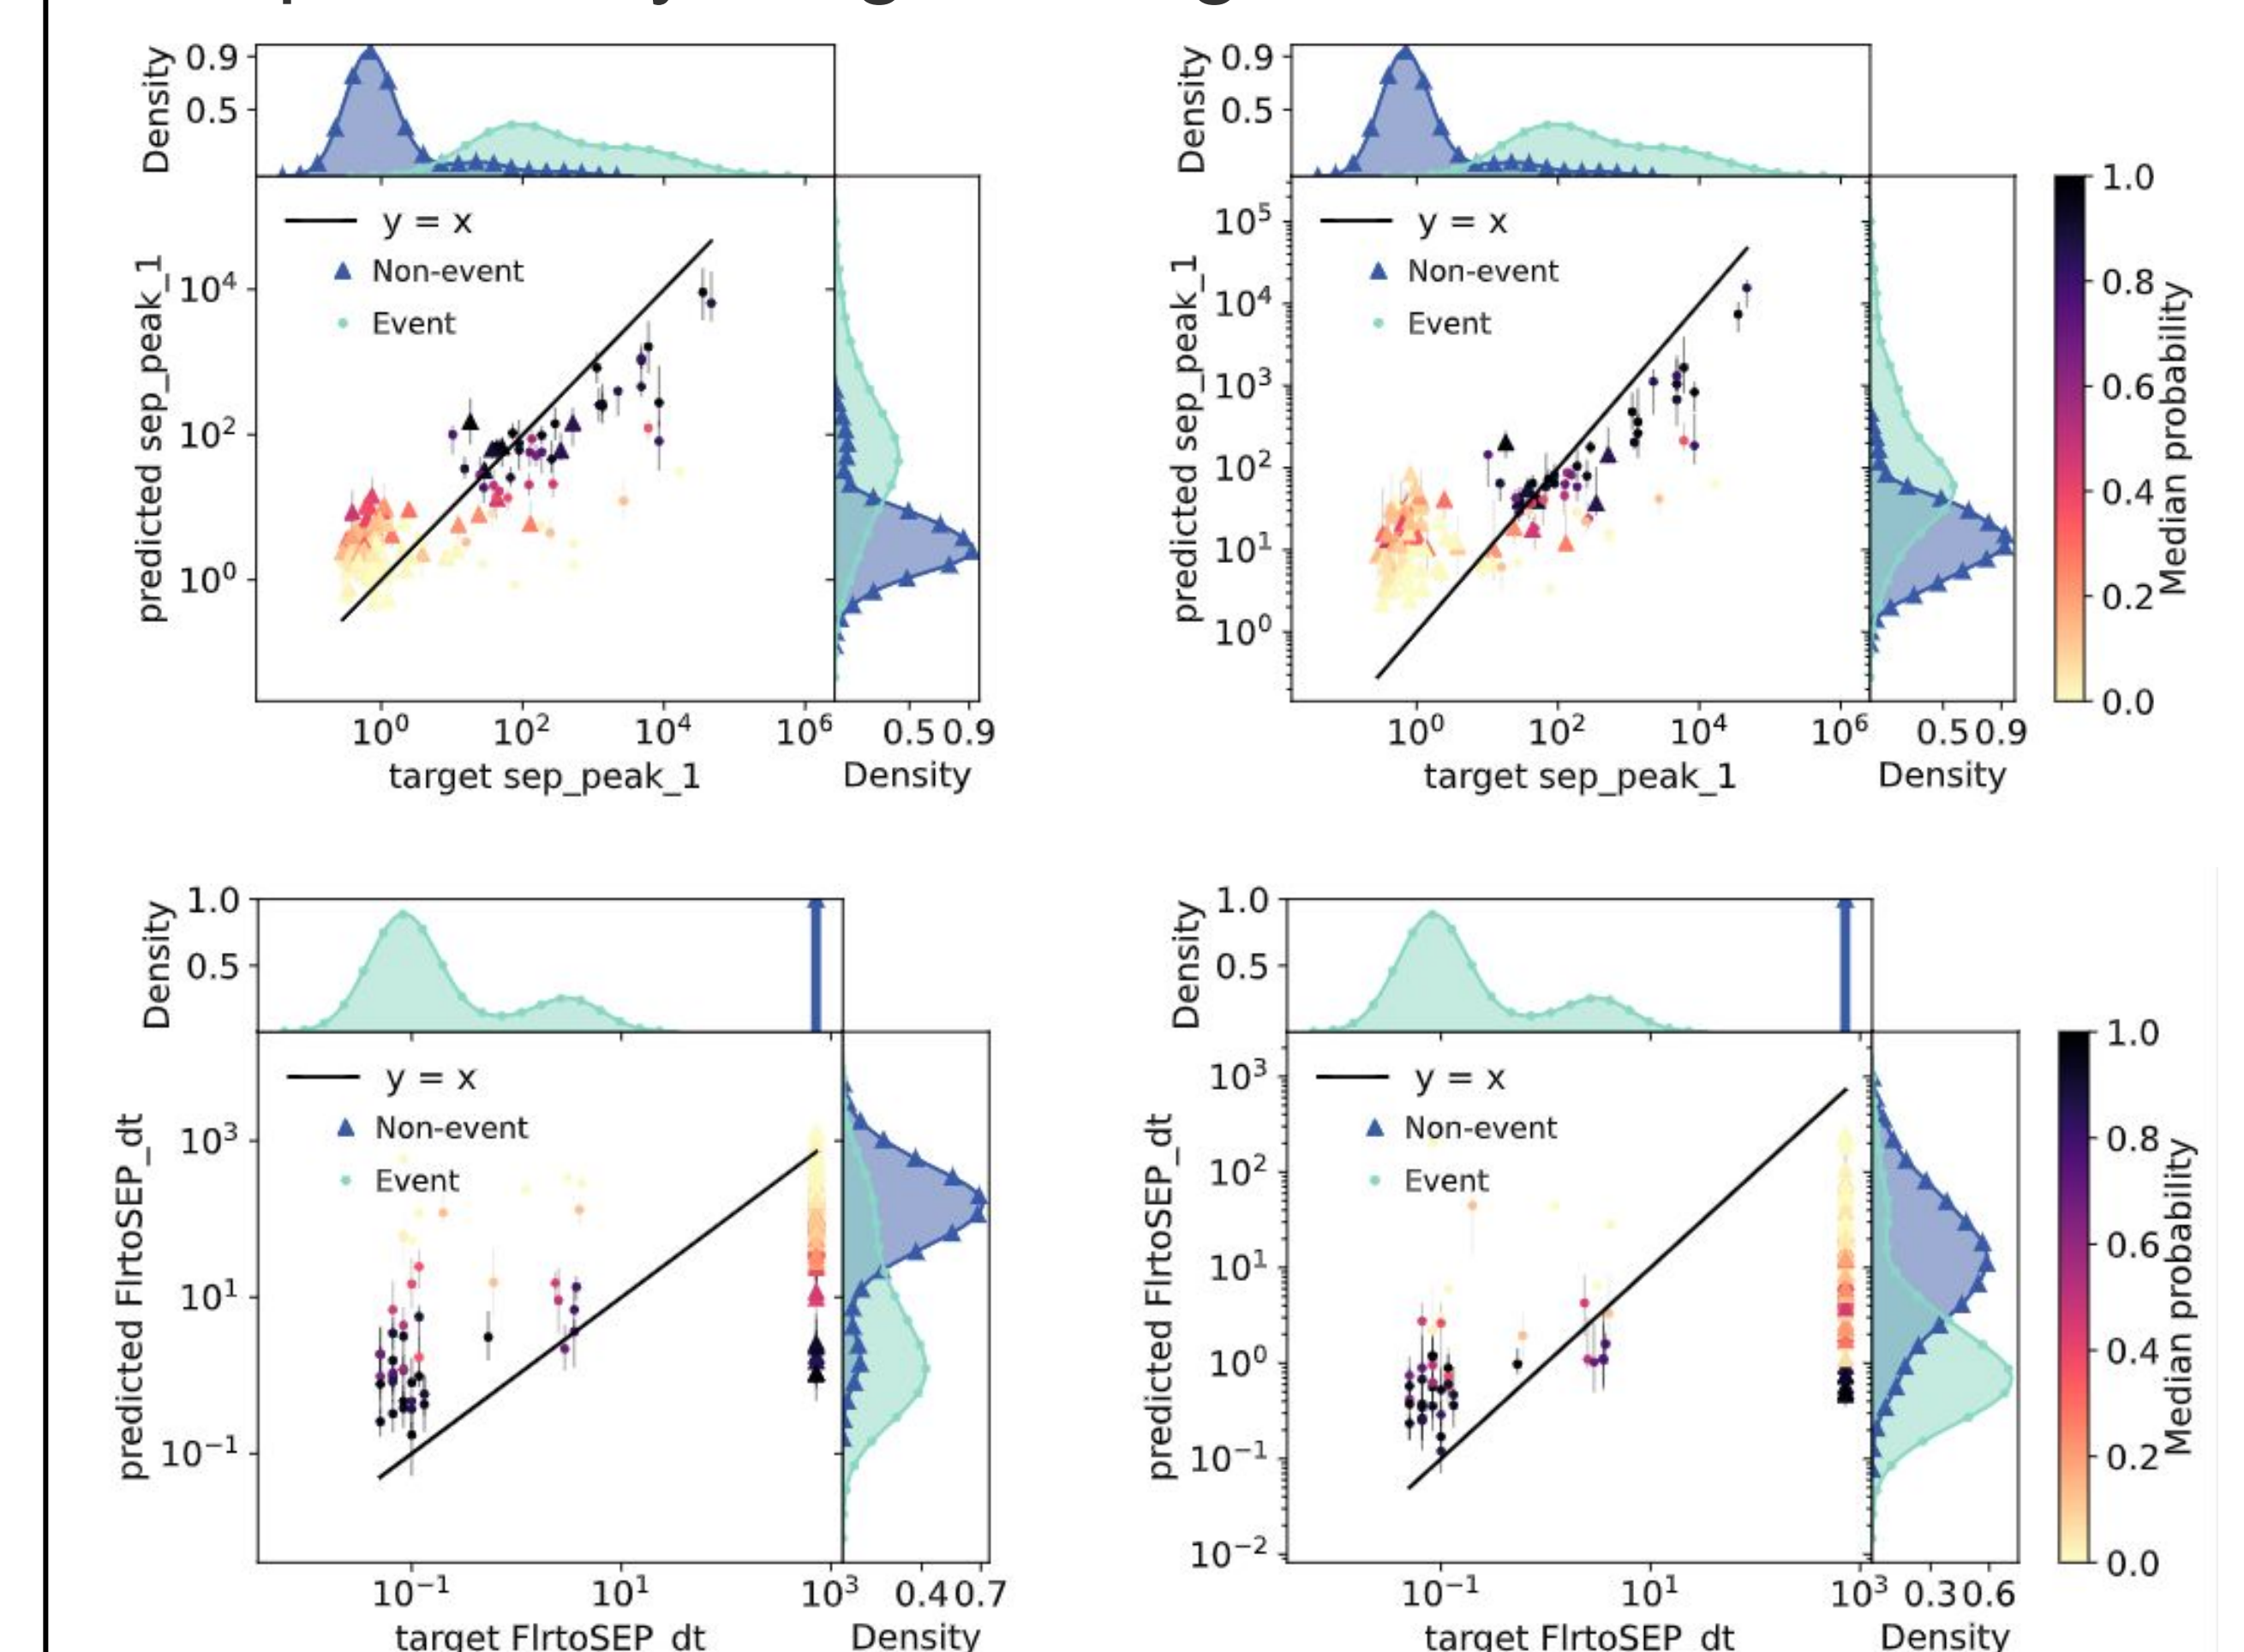 Density
0.9
0.5
y = x
Non-event
Event
predicted sep_peak_1
10^4
10^2
10^0
10^0 10^2 10^4 10^6 0.5 0.9
target sep_peak_1 Density
Density
0.9
0.5
y = x
Non-event
Event
predicted sep_peak_1
10^5
10^4
10^3
10^2
10^1
10^0
10^0 10^2 10^4 10^6 0.5 0.9
target sep_peak_1 Density
1.0
0.8
0.6
0.4
0.2
0.0
Median probability
Density
1.0
0.5
y = x
Non-event
Event
predicted FlrtoSEP_dt
10^3
10^1
10^-1
10^-1 10^1 10^3 0.4 0.7
target FlrtoSEP_dt Density
Density
1.0
0.5
y = x
Non-event
Event
predicted FlrtoSEP_dt
10^3
10^2
10^1
10^0
10^-1
10^-2
10^-1 10^1 10^3 0.3 0.6
target FlrtoSEP_dt Density
1.0
0.8
0.6
0.4
0.2
0.0
Median probability